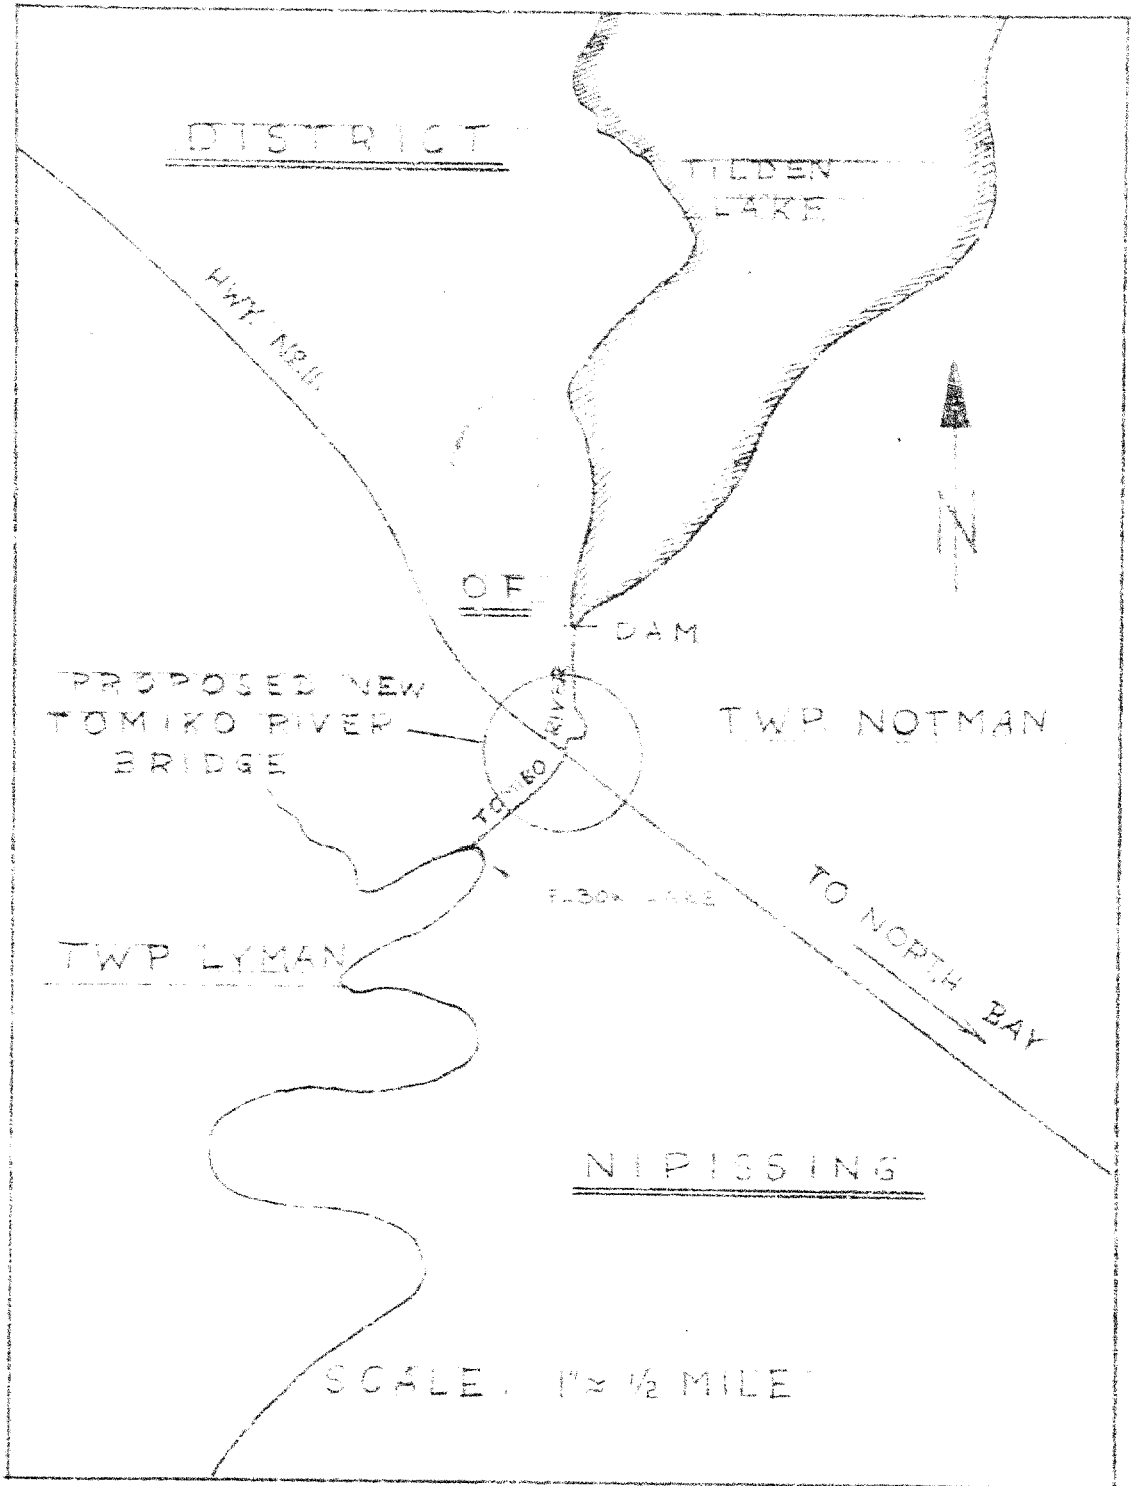 DISTRICT
TILDEN
LAKE
HWY. Nº 11.
N
OF
DAM
PROPOSED NEW
TOMIKO RIVER
BRIDGE
TWP NOTMAN
TOMIKO RIVER
LAKE
TO NORTH BAY
TWP LYMAN
NIPISSING
SCALE. 1" ≈ ½ MILE